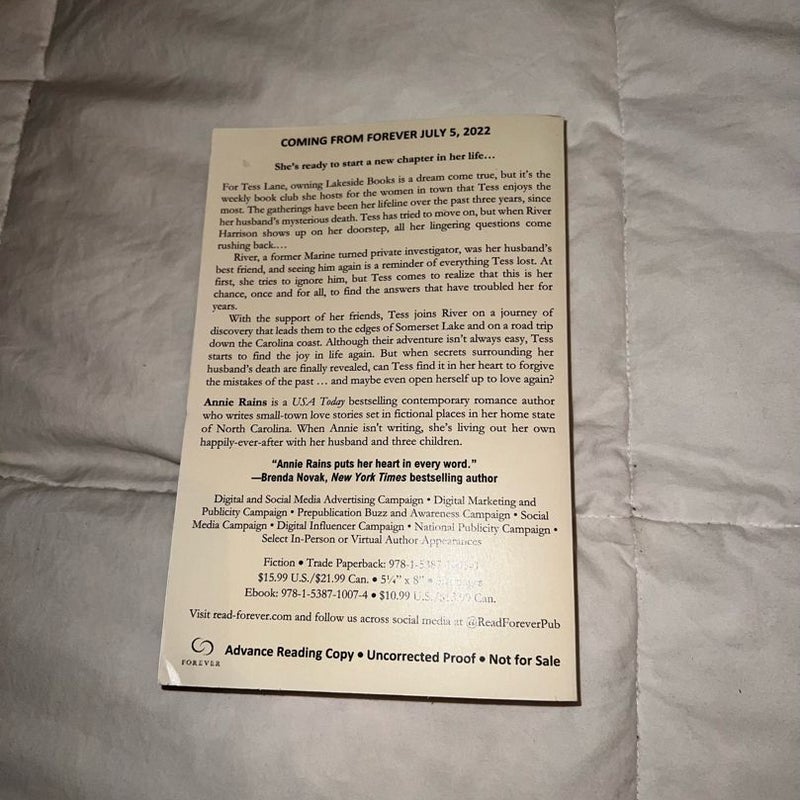 COMING FROM FOREVER JULY 5, 2022
She's ready to start a new chapter in her life…
For Tess Lane, owning Lakeside Books is a dream come true, but it's the
weekly book club she hosts for the women in town that Tess enjoys the
most. The gatherings have been her lifeline over the past three years, since
her husband's mysterious death. Tess has tried to move on, but when River
Harrison shows up on her doorstep, all her lingering questions come
rushing back.…
River, a former Marine turned private investigator, was her husband's
best friend, and seeing him again is a reminder of everything Tess lost. At
first, she tries to ignore him, but Tess comes to realize that this is her
chance, once and for all, to find the answers that have troubled her for
years.
With the support of her friends, Tess joins River on a journey of
discovery that leads them to the edges of Somerset Lake and on a road trip
down the Carolina coast. Although their adventure isn't always easy, Tess
starts to find the joy in life again. But when secrets surrounding her
husband's death are finally revealed, can Tess find it in her heart to forgive
the mistakes of the past … and maybe even open herself up to love again?
Annie Rains is a USA Today bestselling contemporary romance author
who writes small-town love stories set in fictional places in her home state
of North Carolina. When Annie isn't writing, she's living out her own
happily-ever-after with her husband and three children.
"Annie Rains puts her heart in every word."
—Brenda Novak, New York Times bestselling author
Digital and Social Media Advertising Campaign • Digital Marketing and
Publicity Campaign • Prepublication Buzz and Awareness Campaign • Social
Media Campaign • Digital Influencer Campaign • National Publicity Campaign •
Select In-Person or Virtual Author Appearances
Fiction • Trade Paperback: 978-1-5387
$15.99 U.S./$21.99 Can. • 5¼" x 8" •
Ebook: 978-1-5387-1007-4 • $10.99 U.S. Can.
Visit read-forever.com and follow us across social media at @ReadForeverPub
FOREVER
Advance Reading Copy • Uncorrected Proof • Not for Sale